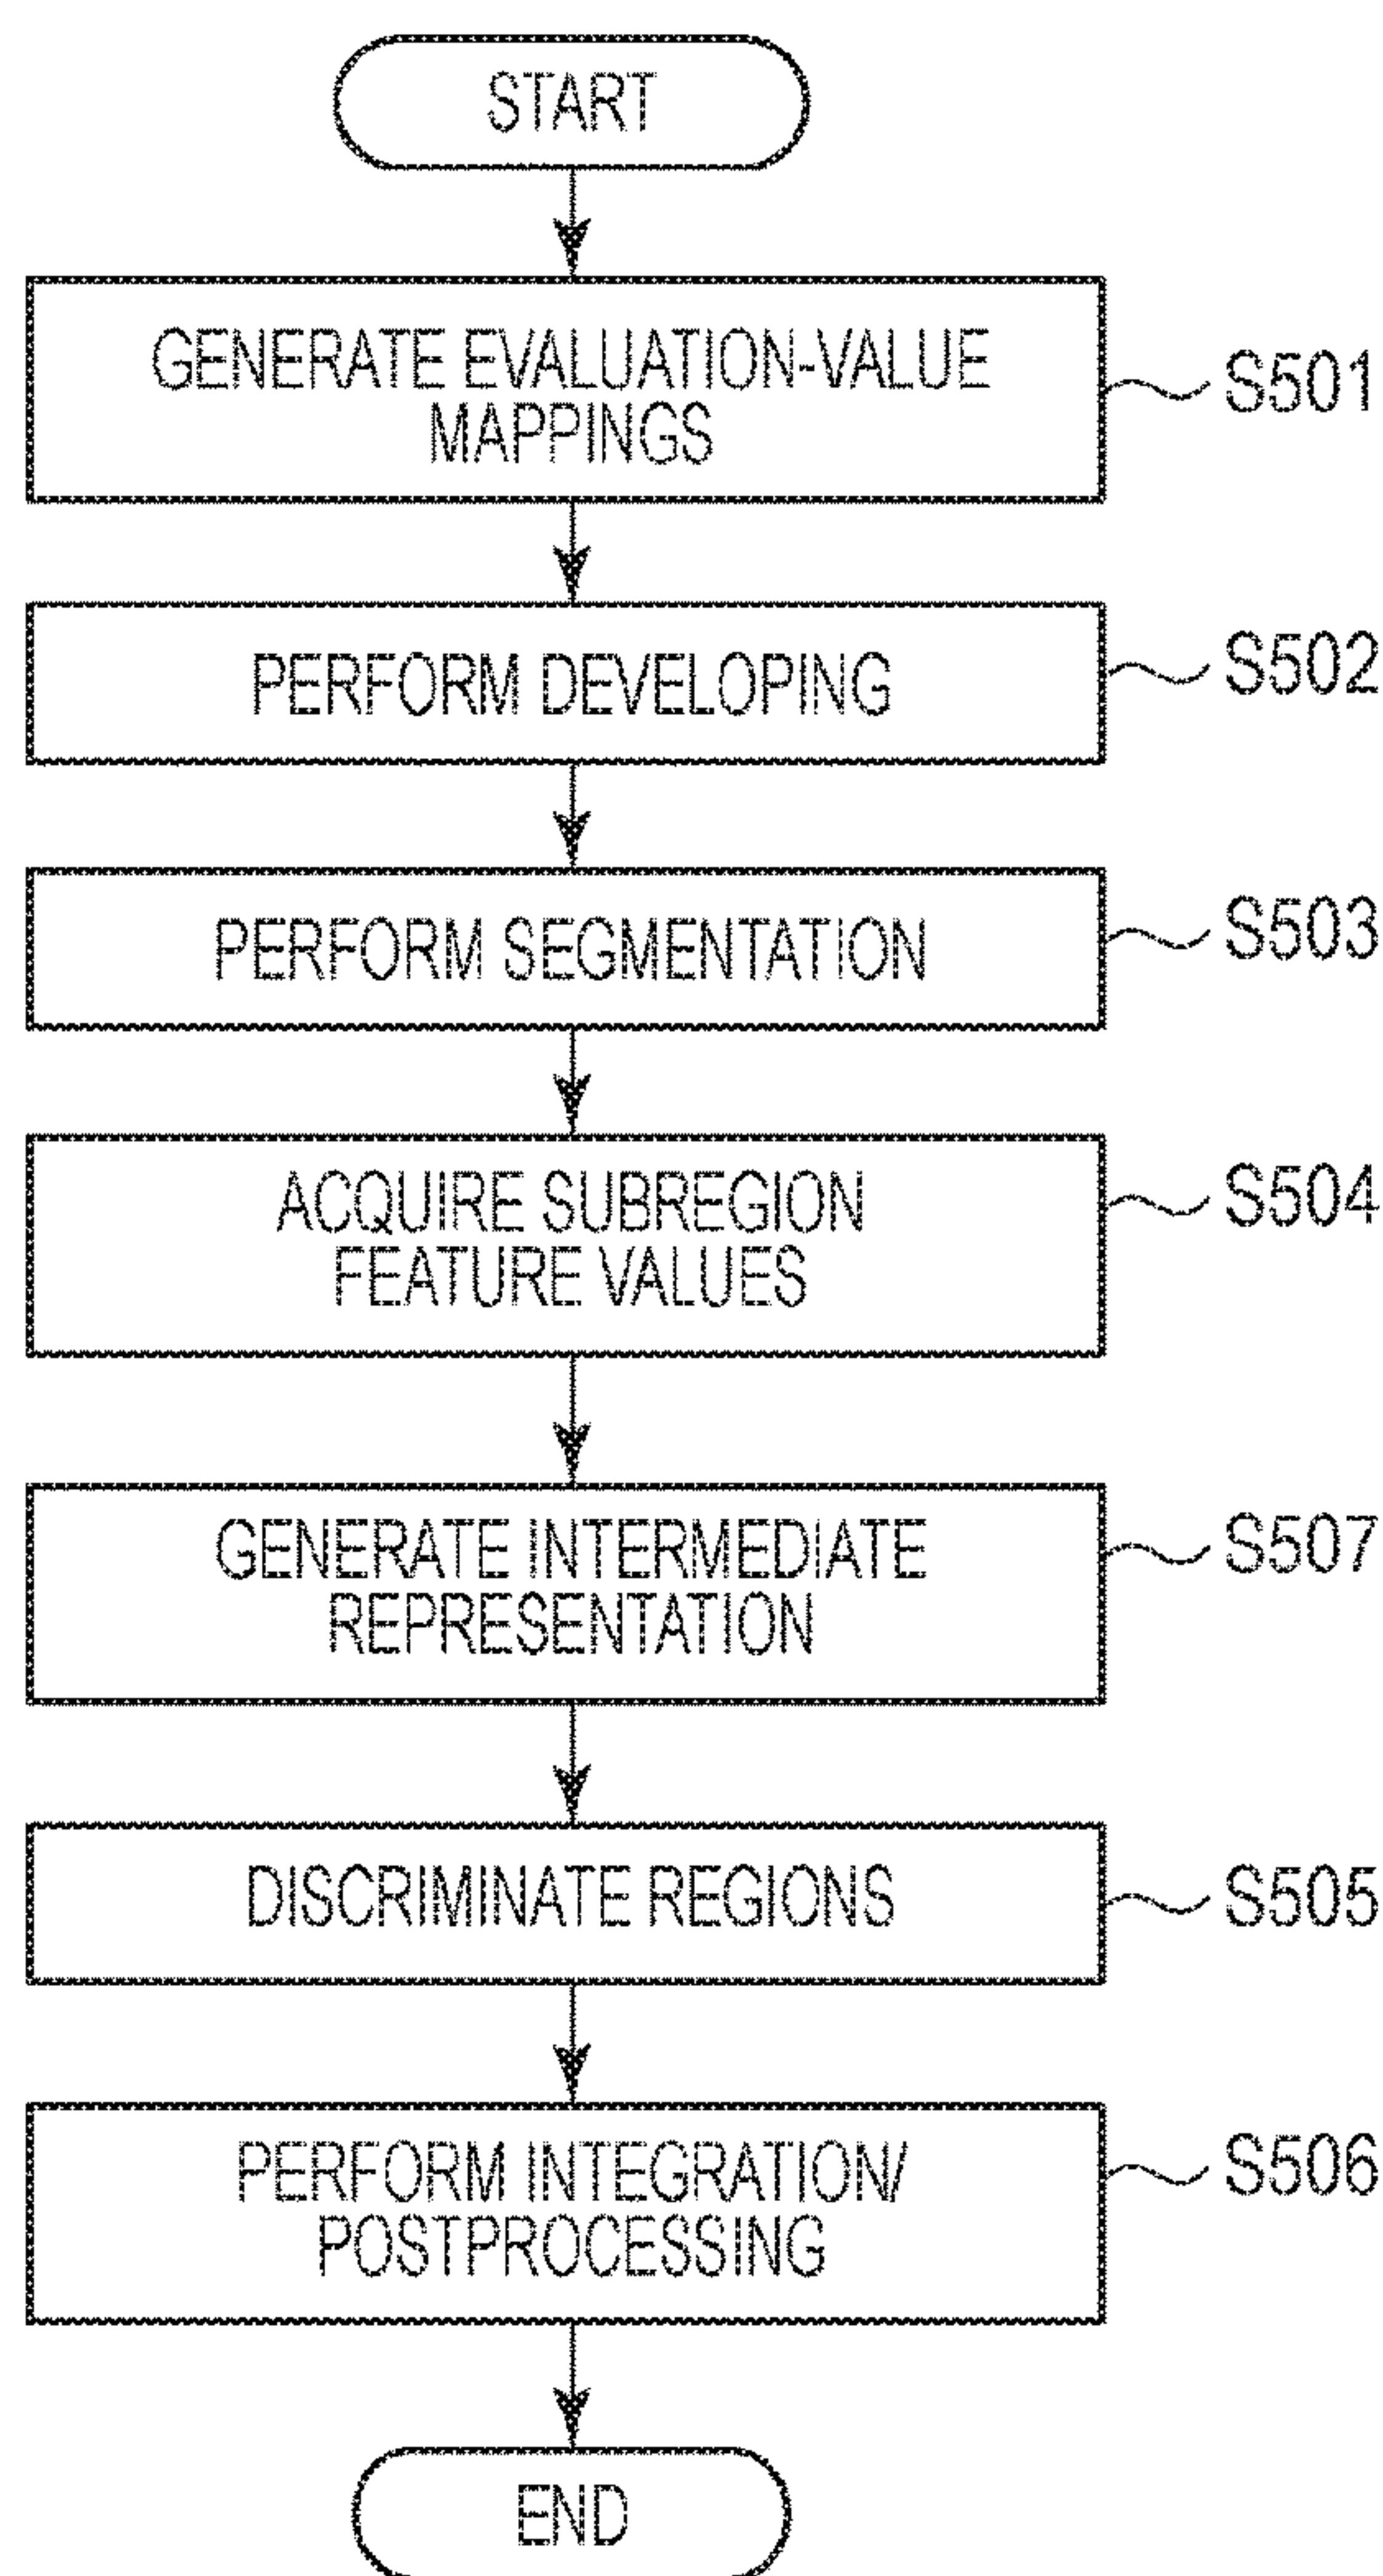 START
GENERATE EVALUATION-VALUE
MAPPINGS
S501
PERFORM DEVELOPING
S502
PERFORM SEGMENTATION
S503
ACQUIRE SUBREGION
FEATURE VALUES
S504
GENERATE INTERMEDIATE
REPRESENTATION
S507
DISCRIMINATE REGIONS
S505
PERFORM INTEGRATION/
POSTPROCESSING
S506
END